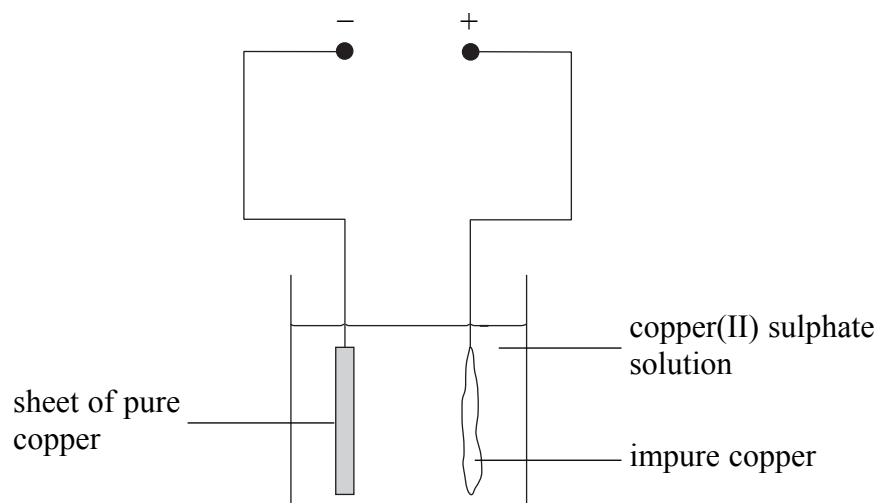 − +
copper(II) sulphate
solution
sheet of pure
copper
impure copper